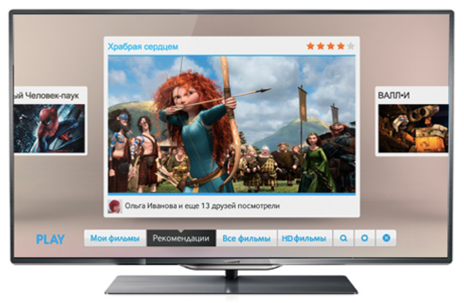 Храбрая сердцем
ый Человек-паук
ВАЛЛ•И
Ольга Иванова и еще 13 друзей посмотрели
PLAY
Мои фильмы
Рекомендации
Все фильмы
HD фильмы